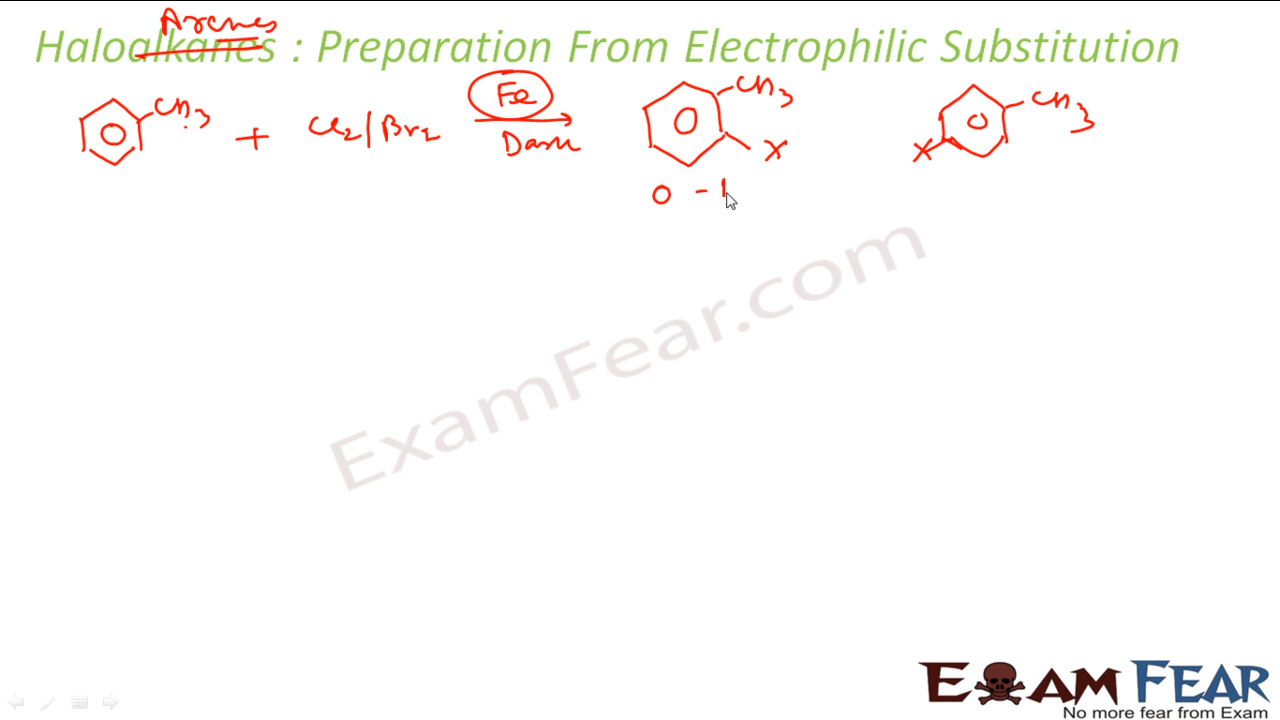 Arenes
Haloalkanes : Preparation From Electrophilic Substitution
CH3 + Cl2/Br2 Fe CH3 CH3
Dark X X
O - 1
ExamFear.com
EXAM FEAR
No more fear from Exam